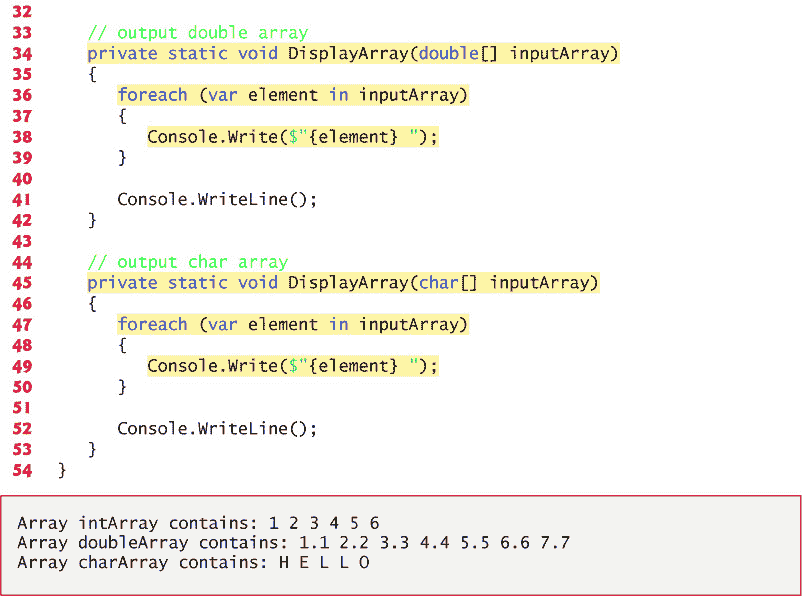 32
33 // output double array
34 private static void DisplayArray(double[] inputArray)
35 {
36 foreach (var element in inputArray)
37 {
38 Console.Write($"{element} ");
39 }
40
41 Console.WriteLine();
42 }
43
44 // output char array
45 private static void DisplayArray(char[] inputArray)
46 {
47 foreach (var element in inputArray)
48 {
49 Console.Write($"{element} ");
50 }
51
52 Console.WriteLine();
53 }
54 }
Array intArray contains: 1 2 3 4 5 6
Array doubleArray contains: 1.1 2.2 3.3 4.4 5.5 6.6 7.7
Array charArray contains: H E L L O